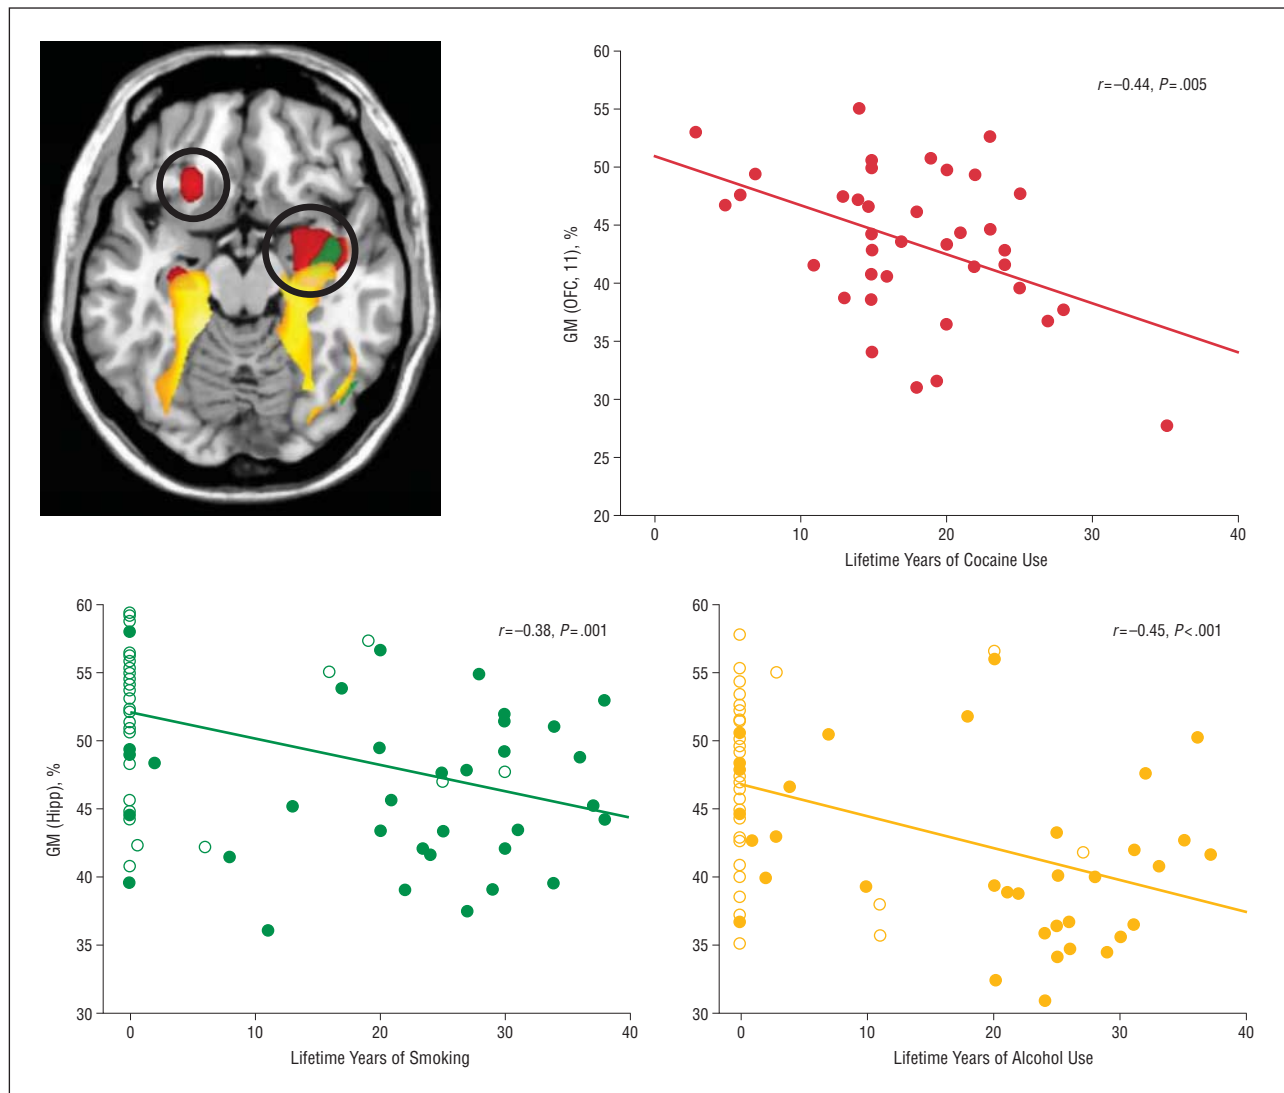 60
55
50
45
40
35
30
25
20
GM (OFC, 11), %
r=–0.44, P=.005
0 10 20 30 40
Lifetime Years of Cocaine Use
60
55
50
45
40
35
30
GM (Hipp), %
r=–0.38, P=.001
0 10 20 30 40
Lifetime Years of Smoking
60
55
50
45
40
35
30
r=–0.45, P<.001
0 10 20 30 40
Lifetime Years of Alcohol Use